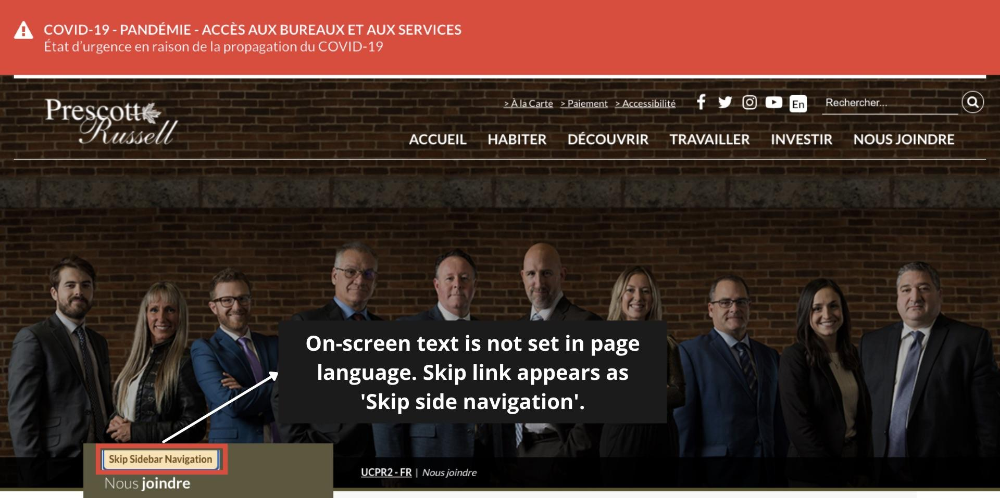 COVID-19 - PANDÉMIE - ACCÈS AUX BUREAUX ET AUX SERVICES
État d’urgence en raison de la propagation du COVID-19
Prescott
Russell
> À la Carte > Paiement > Accessibilité En Rechercher...
ACCUEIL HABITER DÉCOUVRIR TRAVAILLER INVESTIR NOUS JOINDRE
On-screen text is not set in page
language. Skip link appears as
'Skip side navigation'.
Skip Sidebar Navigation
Nous joindre
UCPR2 - FR | Nous joindre